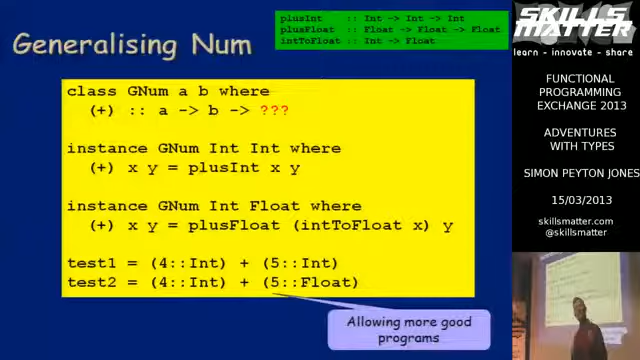 Generalising Num
plusInt :: Int -> Int -> Int
plusFloat :: Float -> Float -> Float
intToFloat :: Int -> Float
class GNum a b where
(+) :: a -> b -> ???
instance GNum Int Int where
(+) x y = plusInt x y
instance GNum Int Float where
(+) x y = plusFloat (intToFloat x) y
test1 = (4::Int) + (5::Int)
test2 = (4::Int) + (5::Float)
Allowing more good
programs
SKILLS
MATTER
learn - innovate - share
FUNCTIONAL
PROGRAMMING
EXCHANGE 2013
ADVENTURES
WITH TYPES
SIMON PEYTON JONES
15/03/2013
skillsmatter.com
@skillsmatter